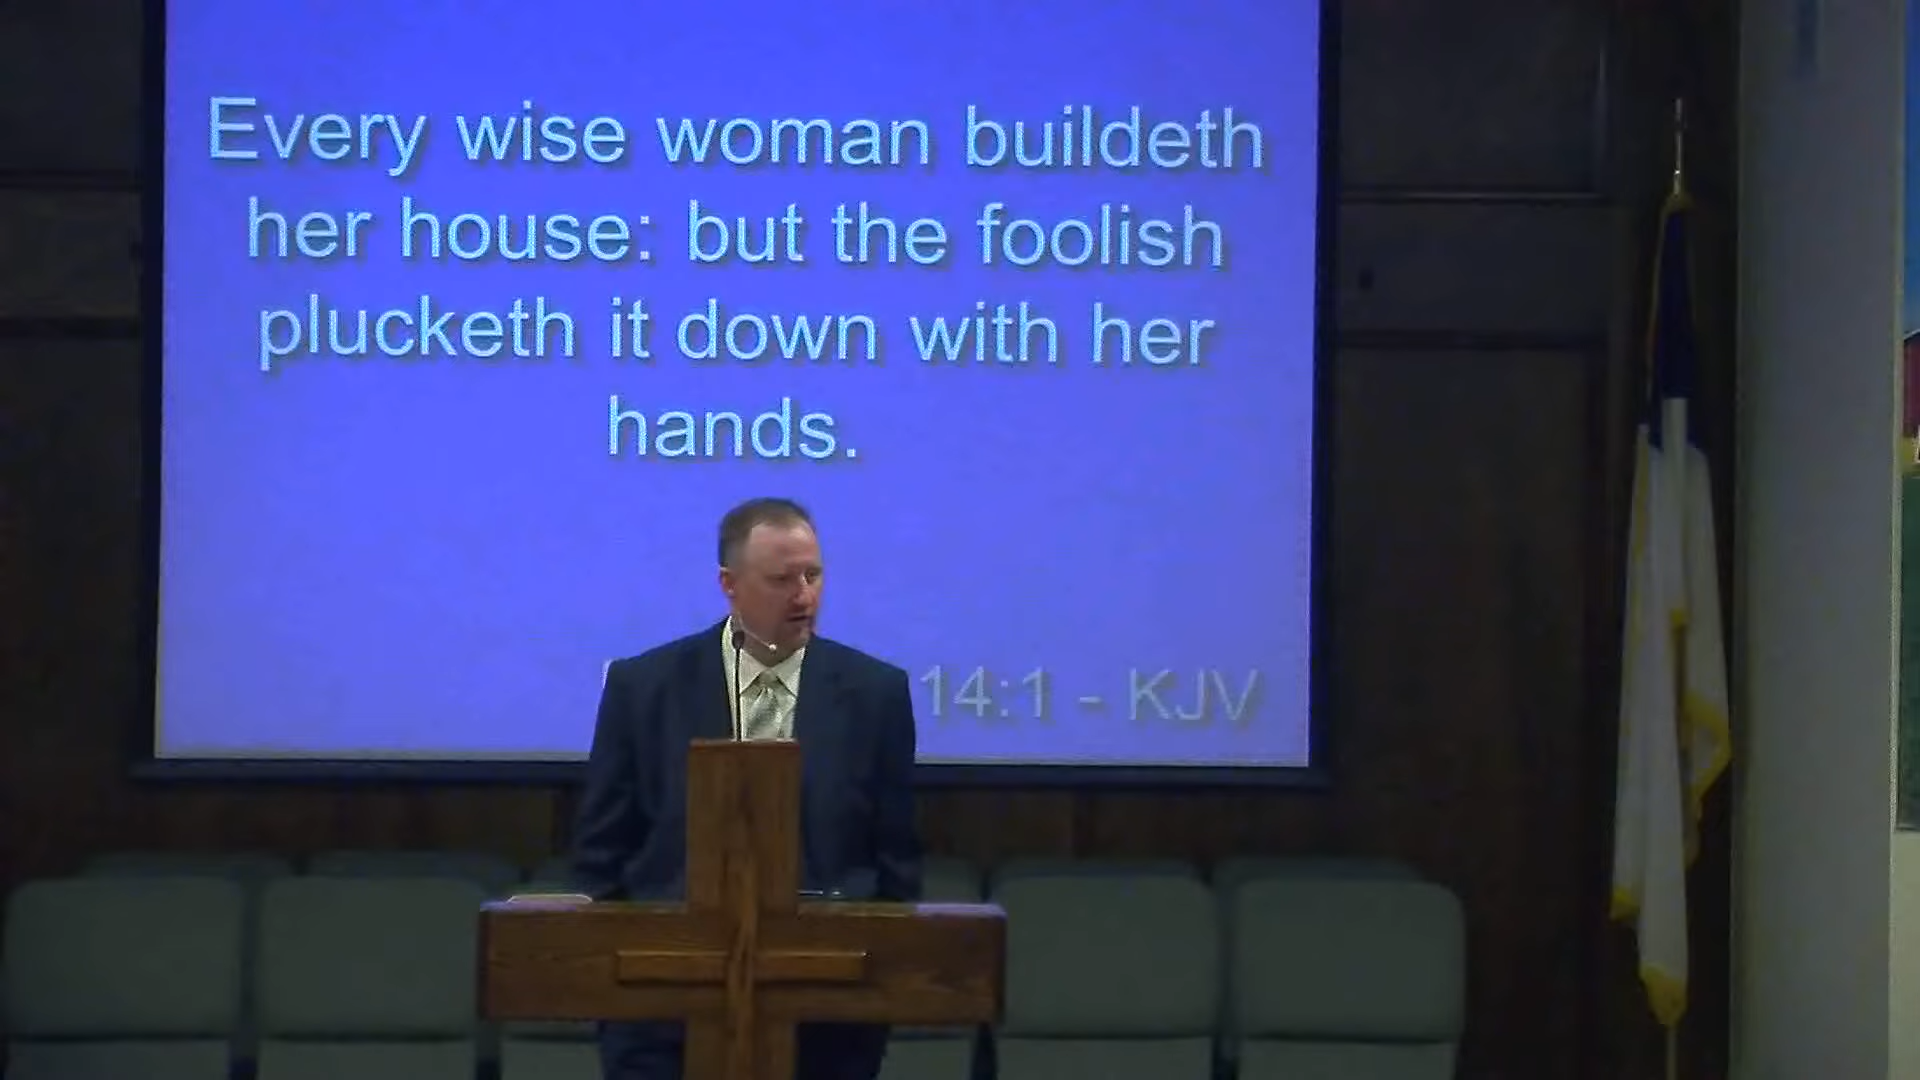 Every wise woman buildeth
her house: but the foolish
plucketh it down with her
hands.
14:1 - KJV